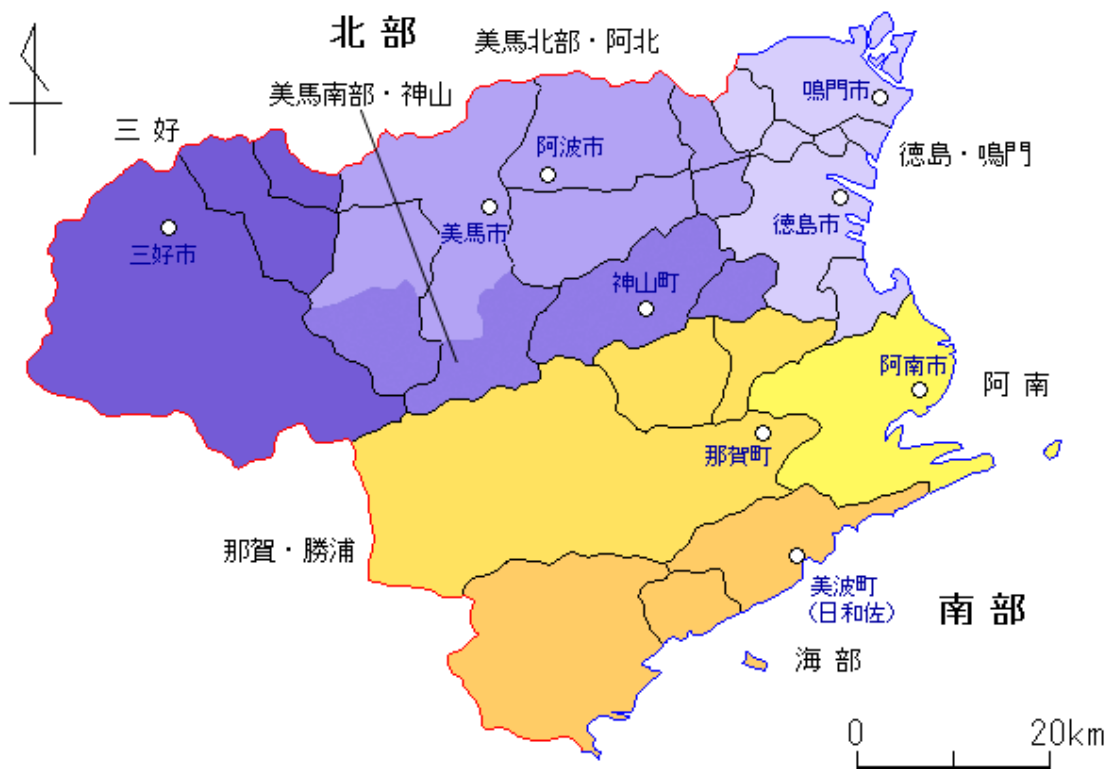 北部
美馬北部・阿北
美馬南部・神山
三好
鳴門市
徳島・鳴門
阿波市
徳島市
美馬市
三好市
神山町
阿南市
阿南
那賀町
那賀・勝浦
美波町
(日和佐)
南部
海部
0 20km